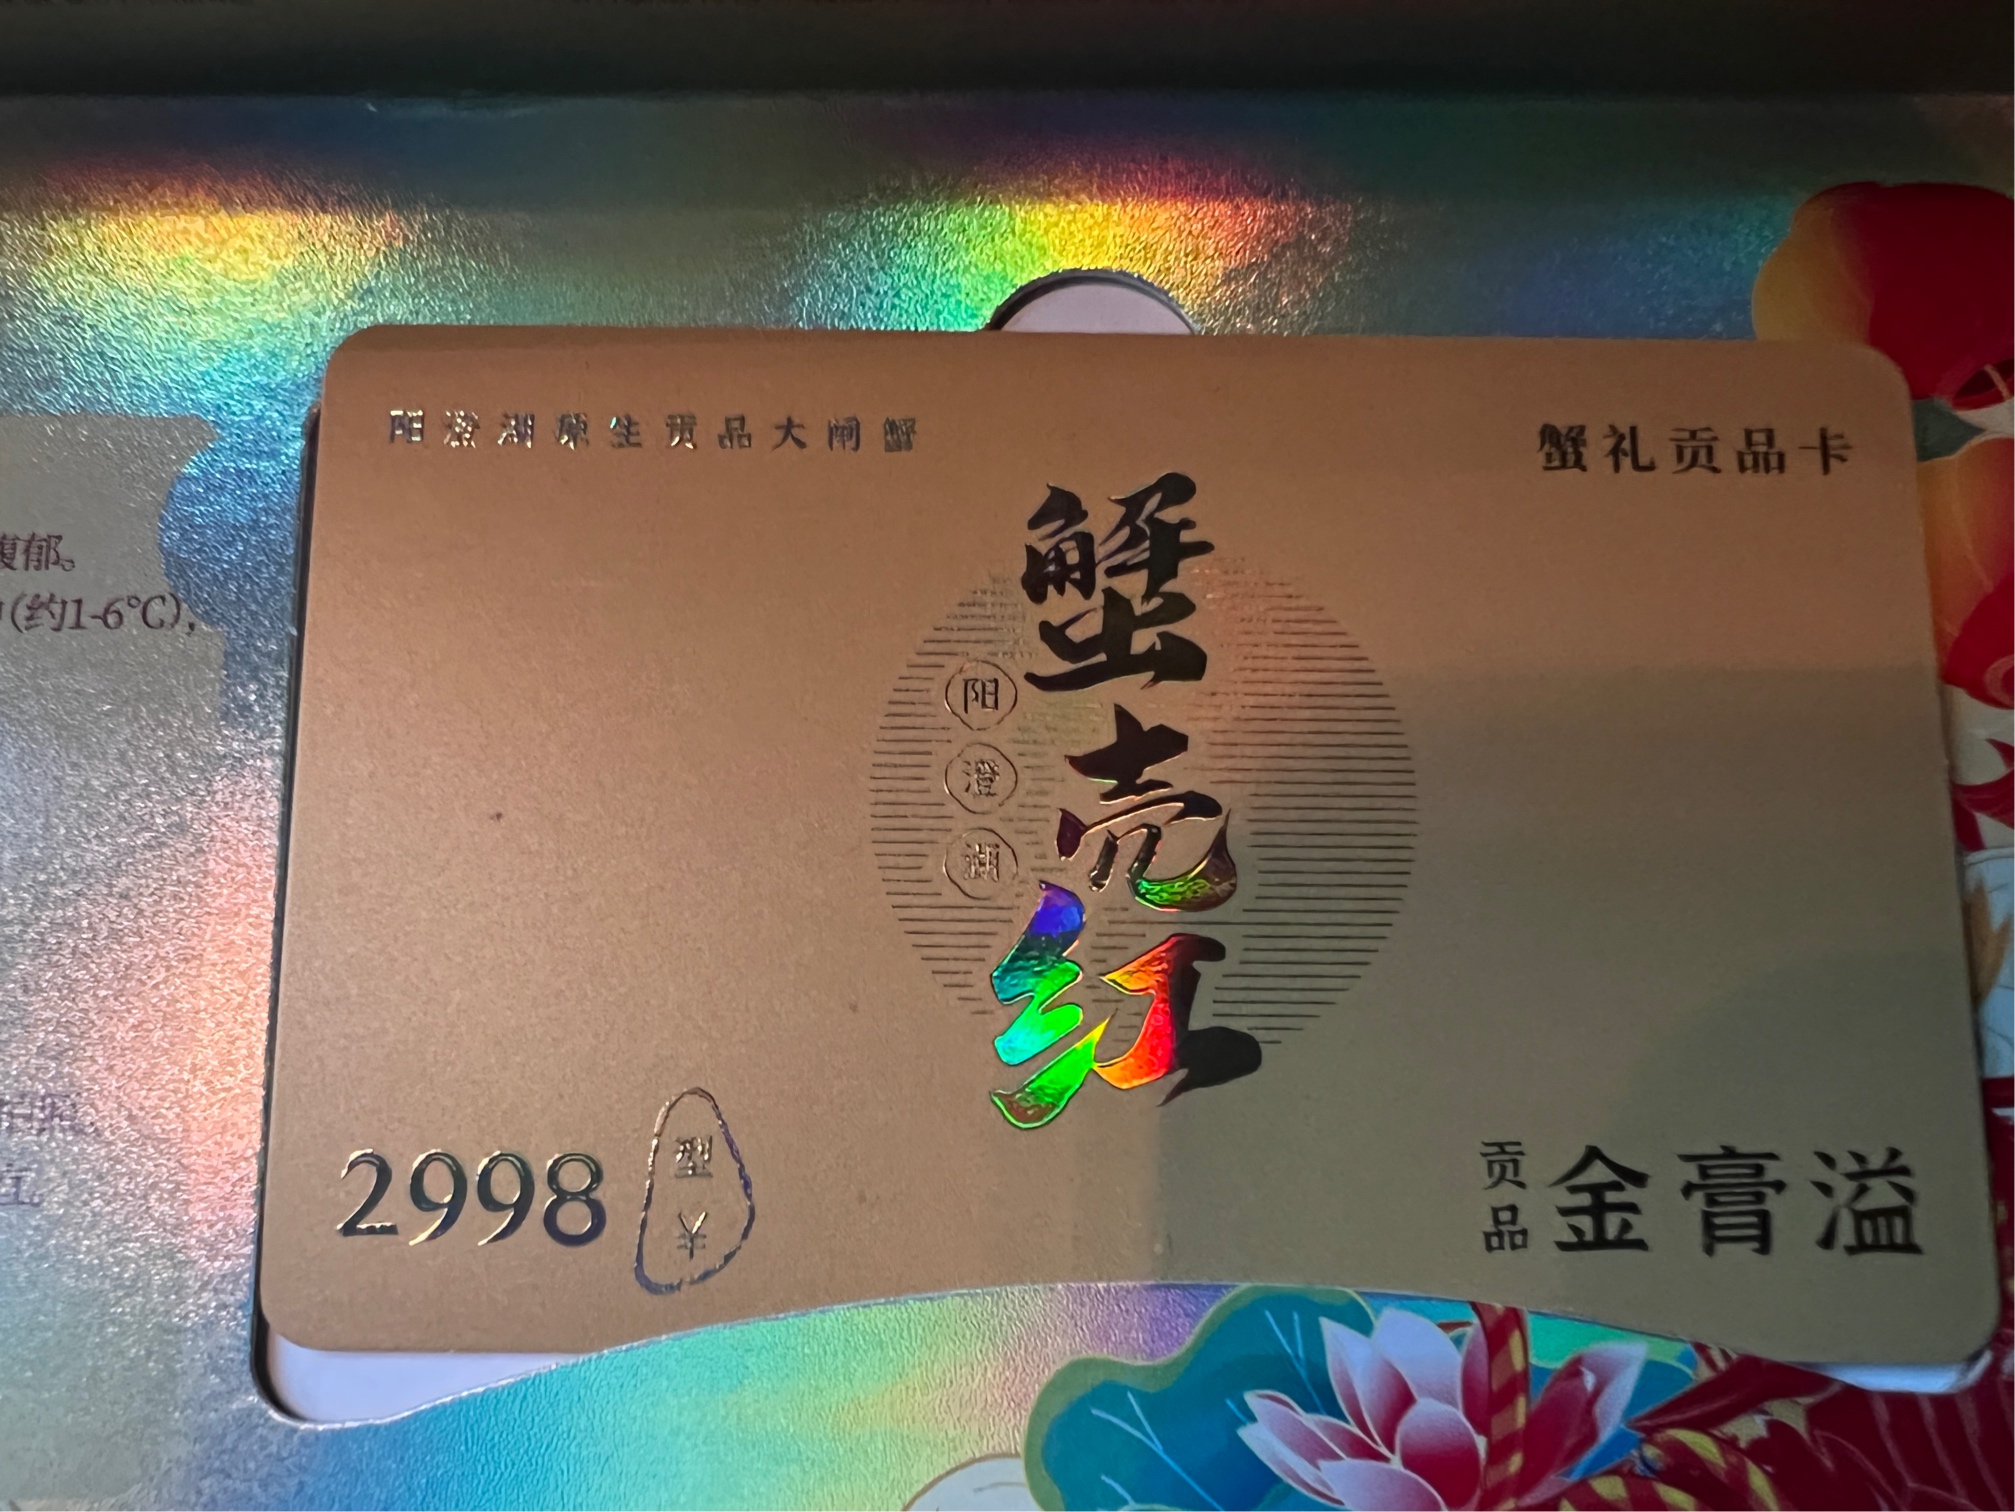 阳澄湖原生贡品大闸蟹
蟹礼贡品卡
蟹壳红
阳澄湖
2998
型
¥
贡品
金膏溢
馥郁。
(约1-6°C),